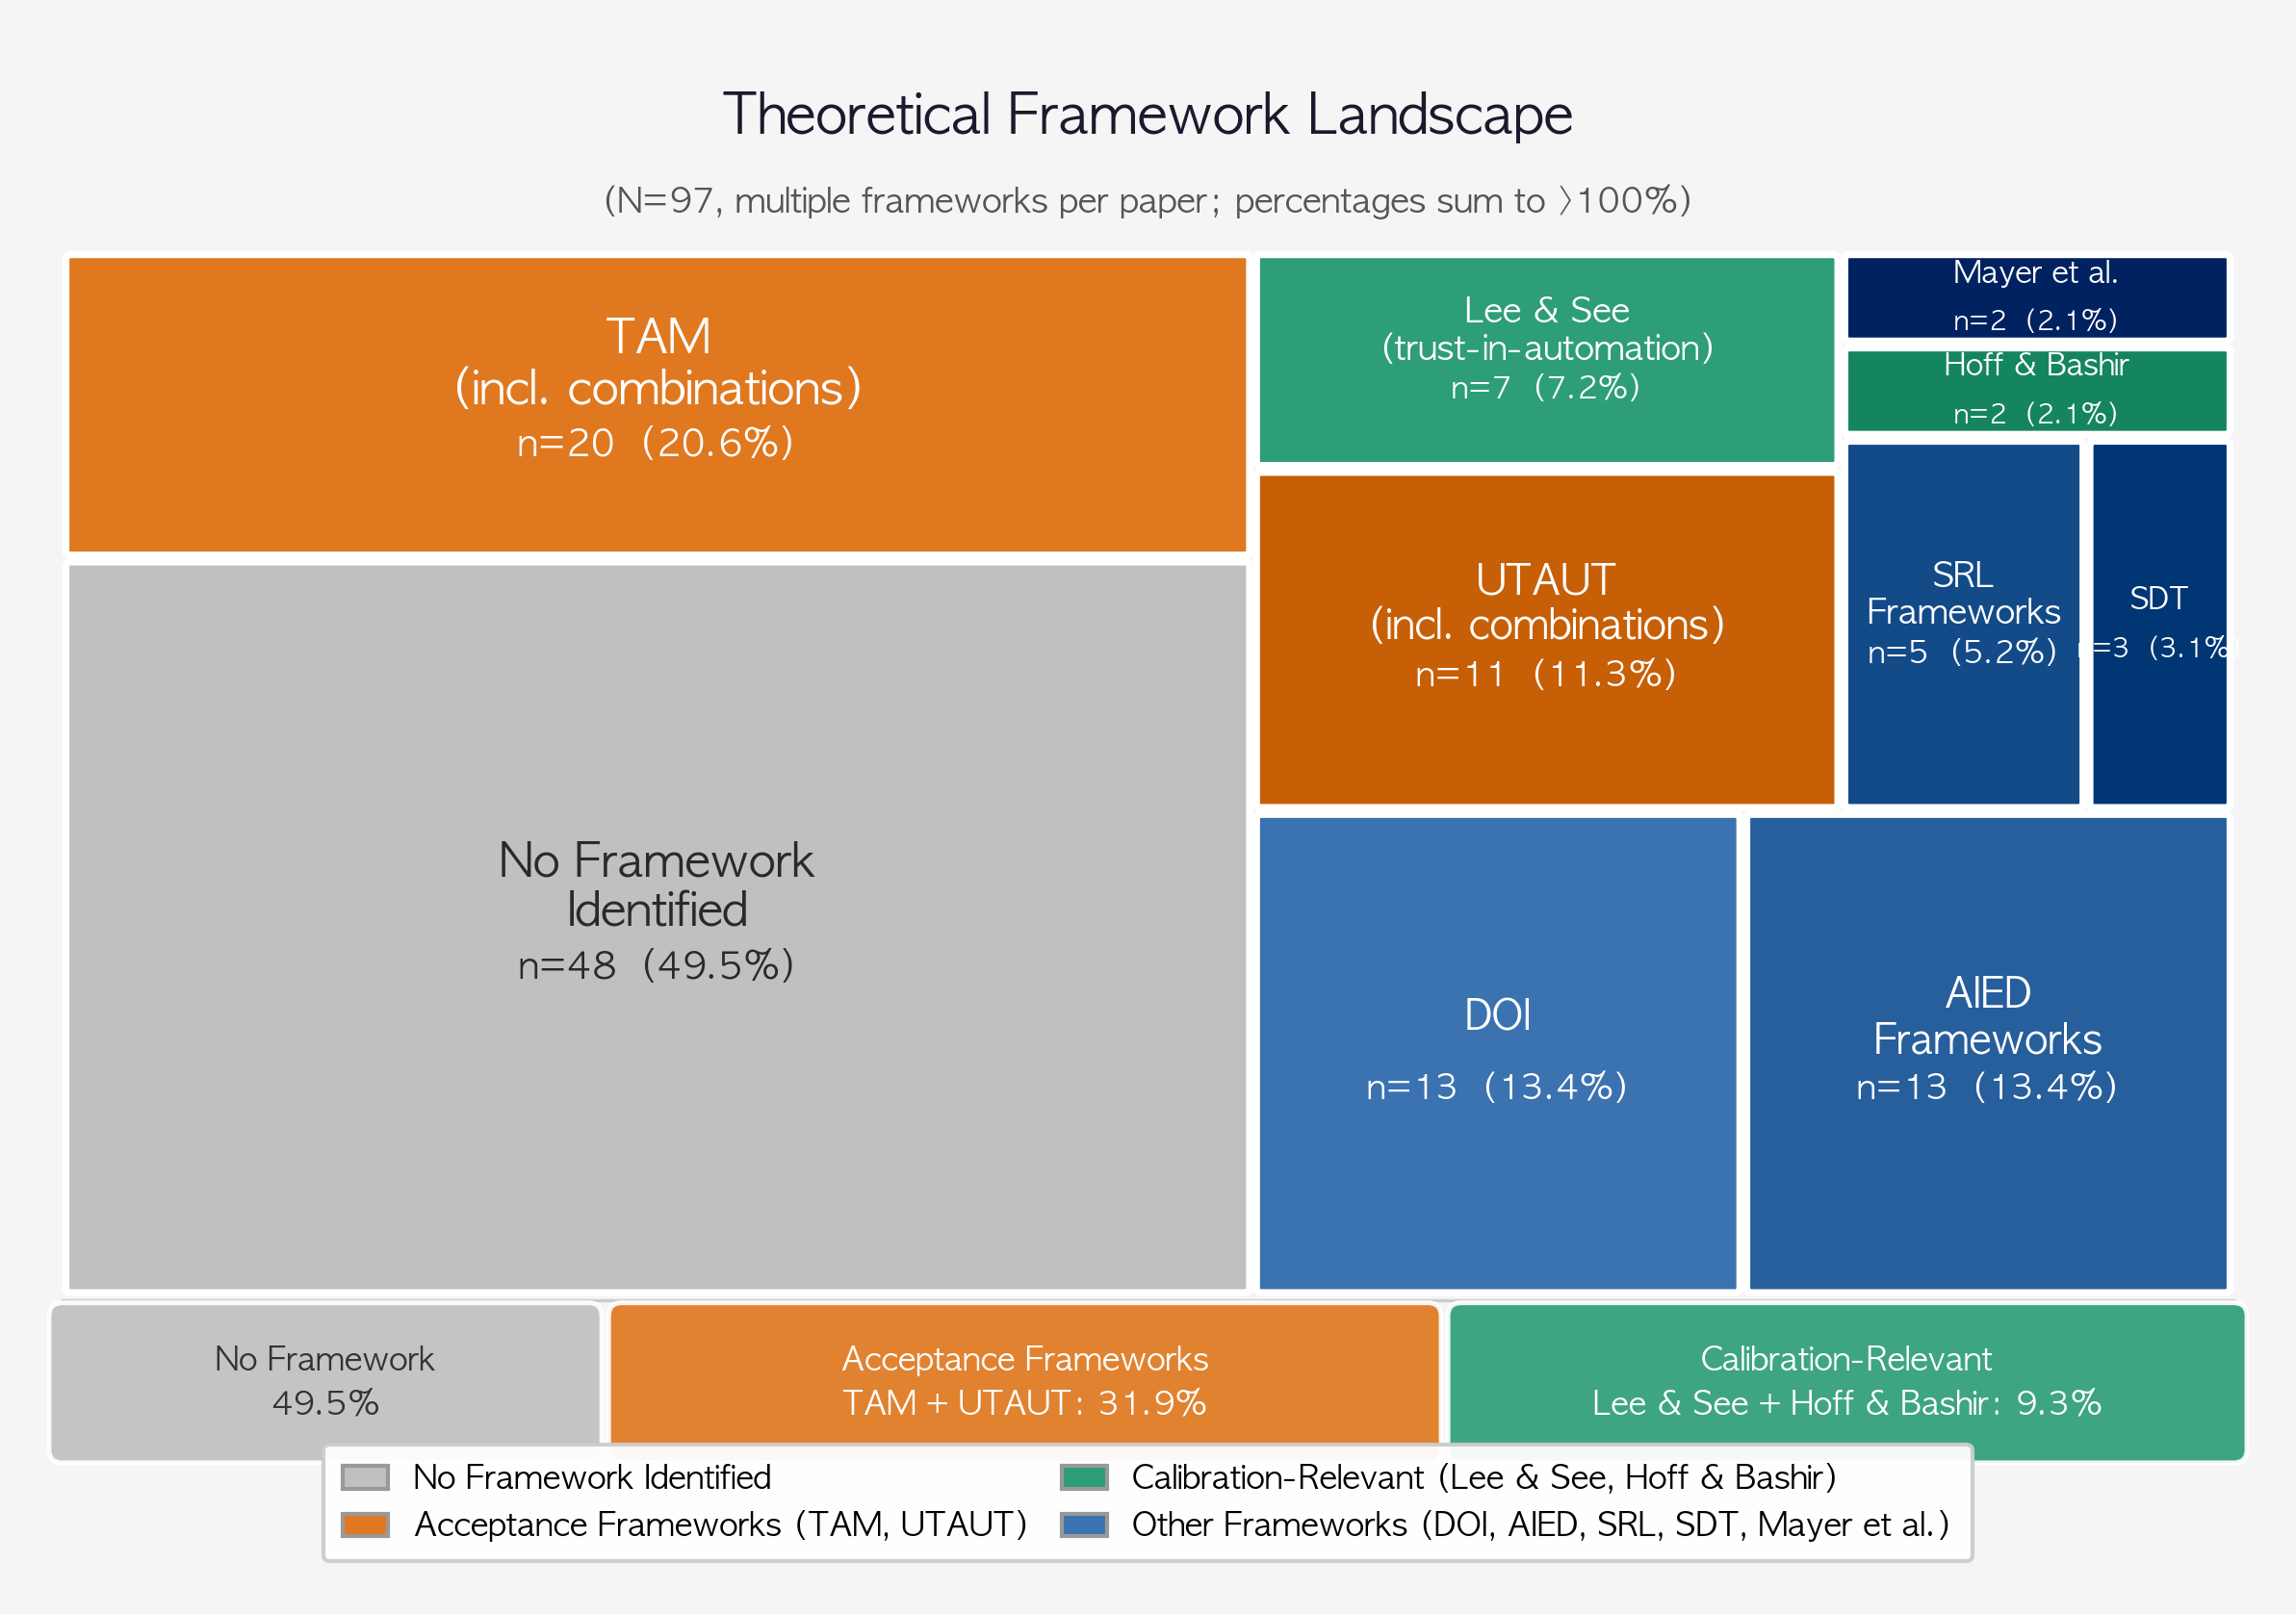 Theoretical Framework Landscape
(N=97, multiple frameworks per paper; percentages sum to >100%)
TAM
(incl. combinations)
n=20 (20.6%)
No Framework
Identified
n=48 (49.5%)
Lee & See
(trust-in-automation)
n=7 (7.2%)
UTAUT
(incl. combinations)
n=11 (11.3%)
Mayer et al.
n=2 (2.1%)
Hoff & Bashir
n=2 (2.1%)
SRL
Frameworks
n=5 (5.2%)
SDT
n=3 (3.1%)
DOI
n=13 (13.4%)
AIED
Frameworks
n=13 (13.4%)
No Framework
49.5%
Acceptance Frameworks
TAM + UTAUT: 31.9%
Calibration-Relevant
Lee & See + Hoff & Bashir: 9.3%
No Framework Identified
Acceptance Frameworks (TAM, UTAUT)
Calibration-Relevant (Lee & See, Hoff & Bashir)
Other Frameworks (DOI, AIED, SRL, SDT, Mayer et al.)